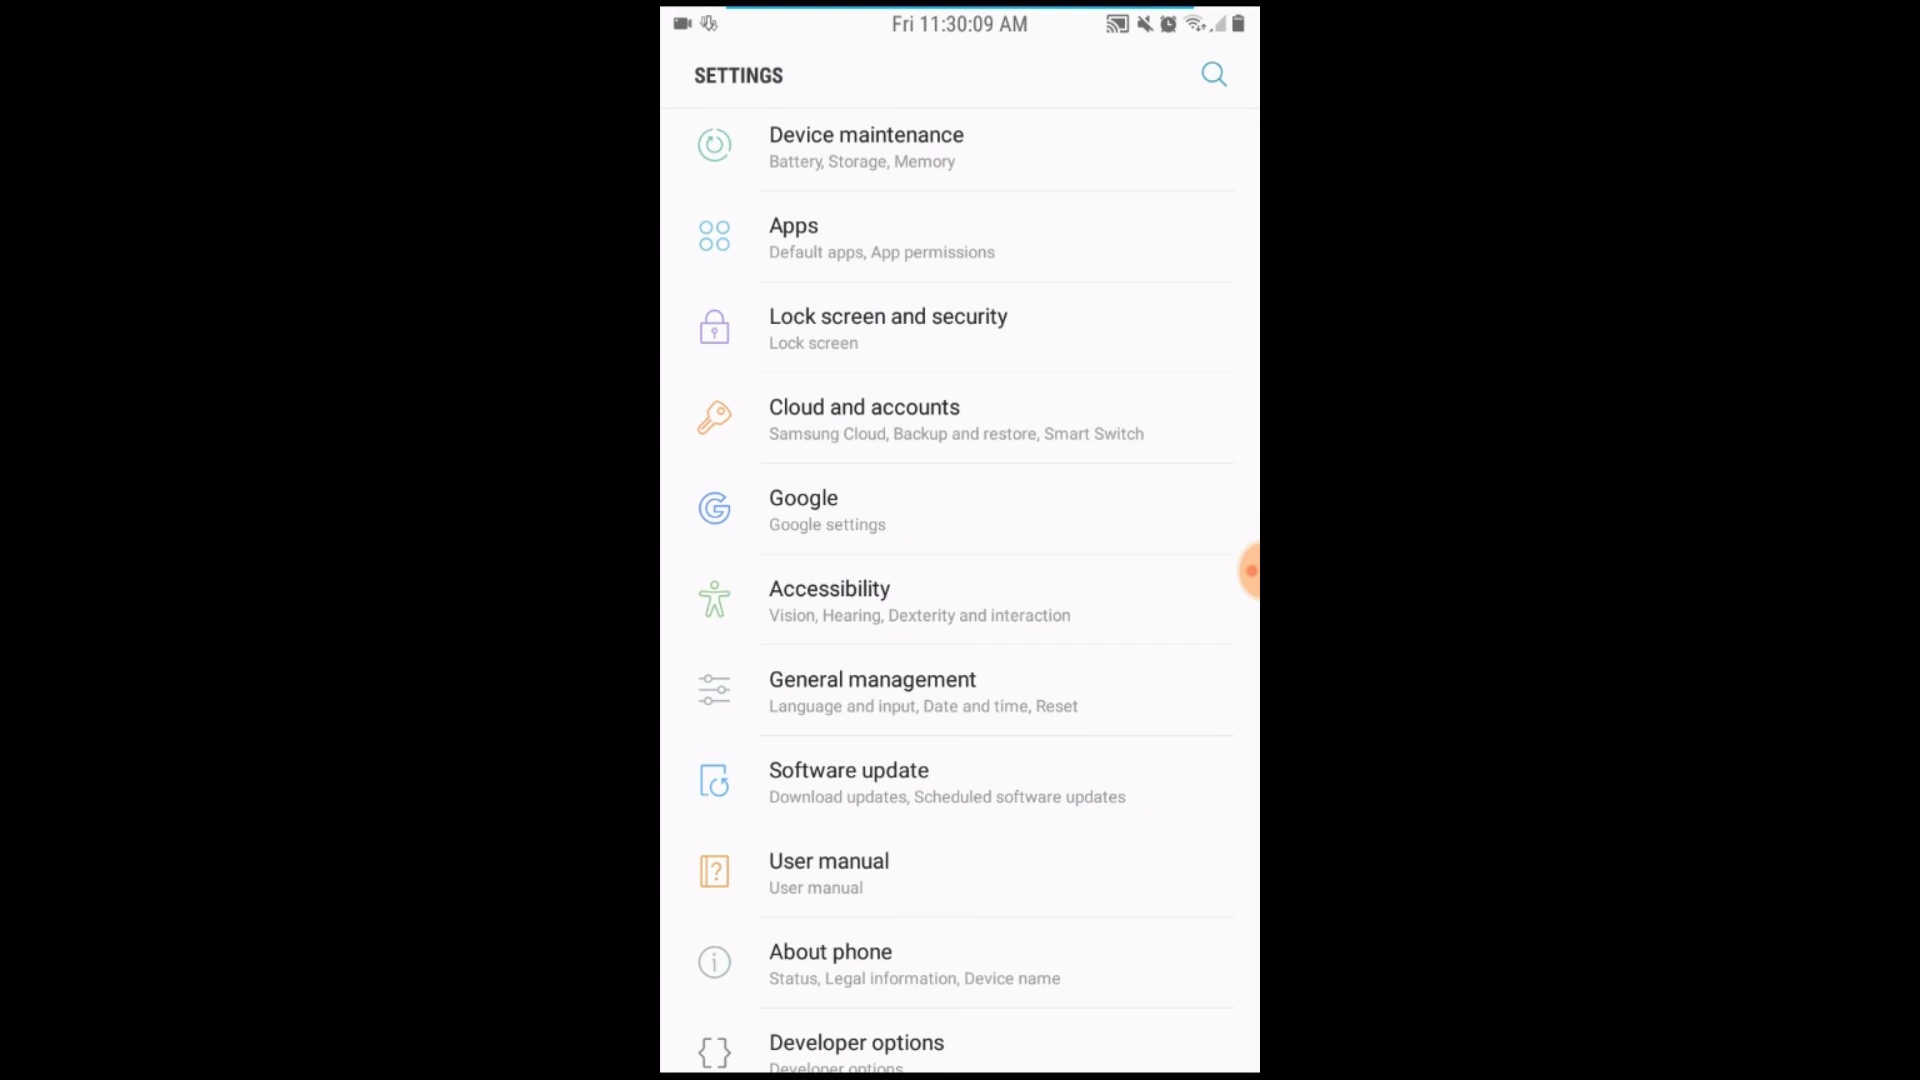 Fri 11:30:09 AM
SETTINGS
Device maintenance
Battery, Storage, Memory
Apps
Default apps, App permissions
Lock screen and security
Lock screen
Cloud and accounts
Samsung Cloud, Backup and restore, Smart Switch
Google
Google settings
Accessibility
Vision, Hearing, Dexterity and interaction
General management
Language and input, Date and time, Reset
Software update
Download updates, Scheduled software updates
User manual
User manual
About phone
Status, Legal information, Device name
Developer options
Developer options